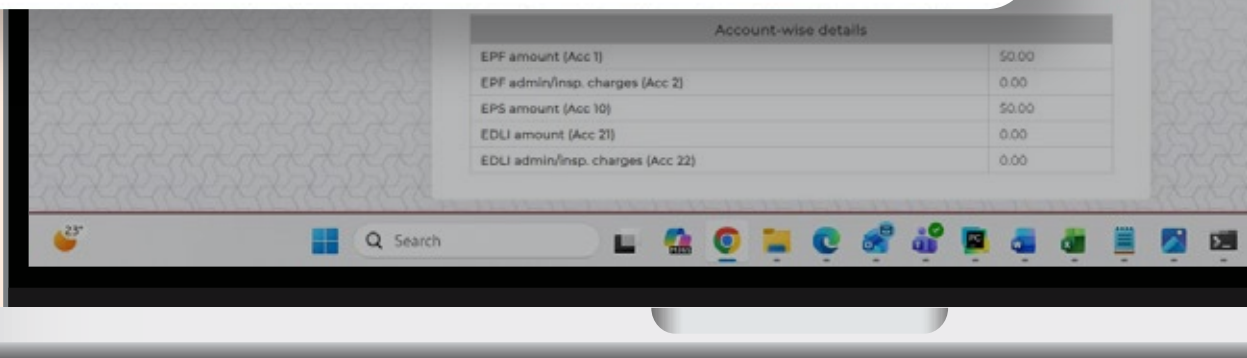 Account-wise details
EPF amount (Acc 1) 50.00
EPF admin/insp. charges (Acc 2) 0.00
EPS amount (Acc 10) 50.00
EDLI amount (Acc 21) 0.00
EDLI admin/insp. charges (Acc 22) 0.00
23°
Search